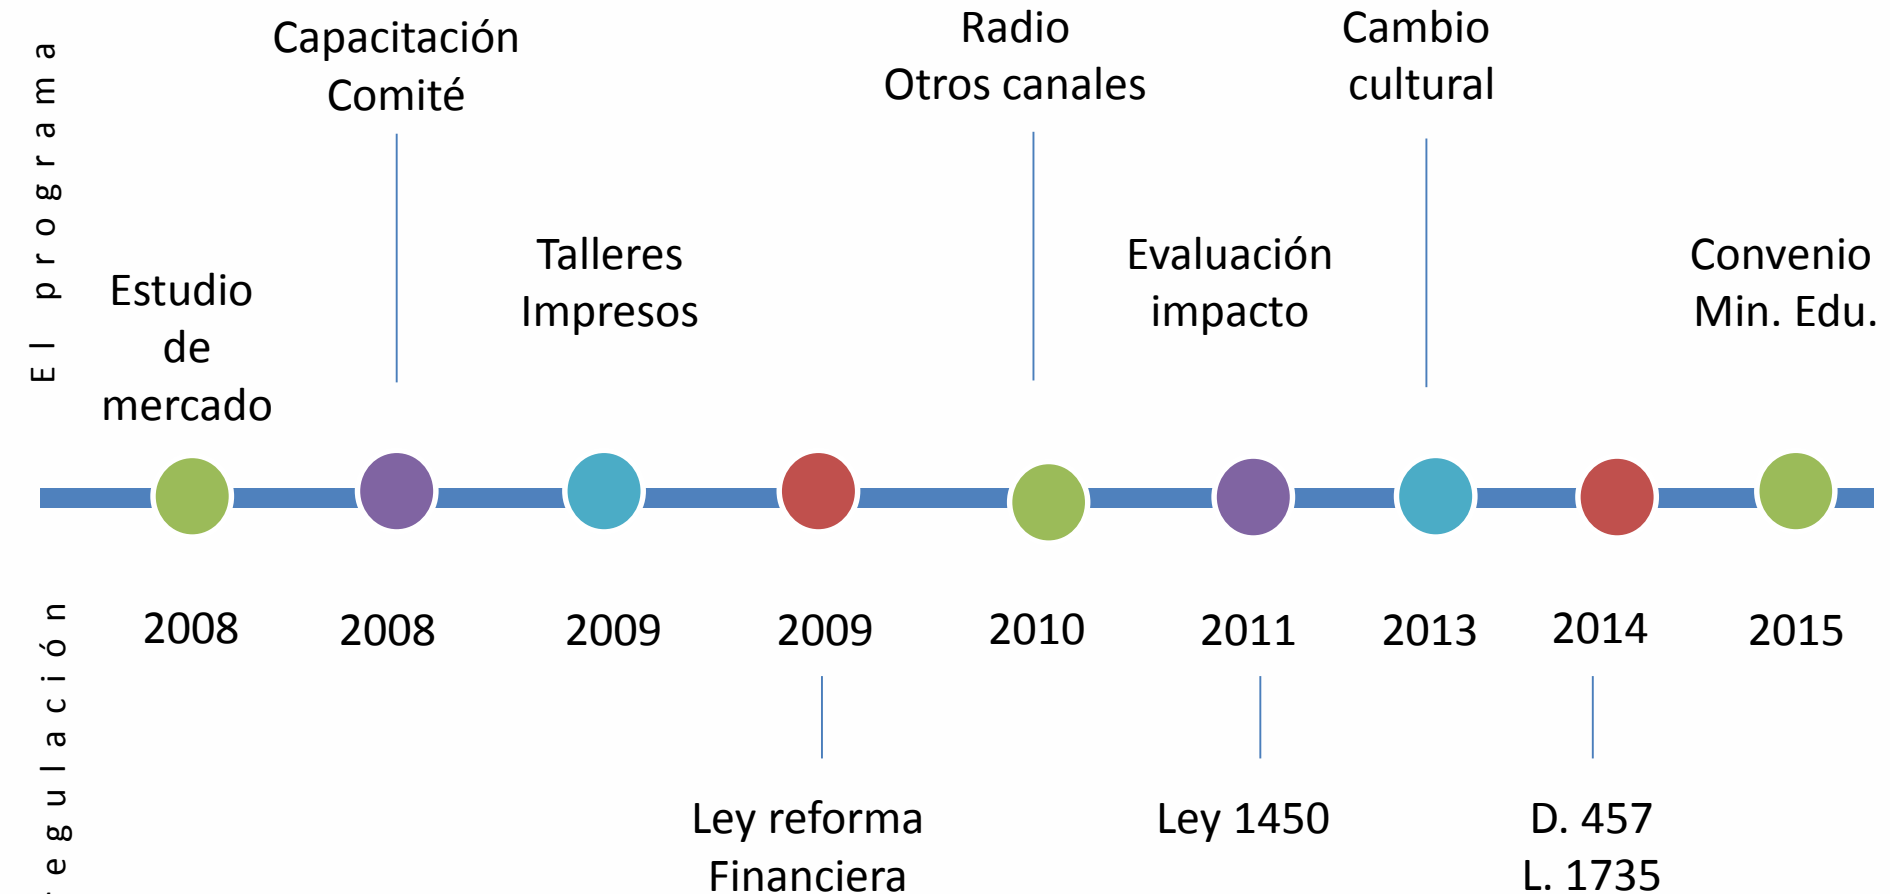 El programa
Capacitación
Comité
Radio
Otros canales
Cambio
cultural
Estudio
de
mercado
Talleres
Impresos
Evaluación
impacto
Convenio
Min. Edu.
2008
2008
2009
2009
2010
2011
2013
2014
2015
egulación
Ley reforma
Financiera
Ley 1450
D. 457
L. 1735